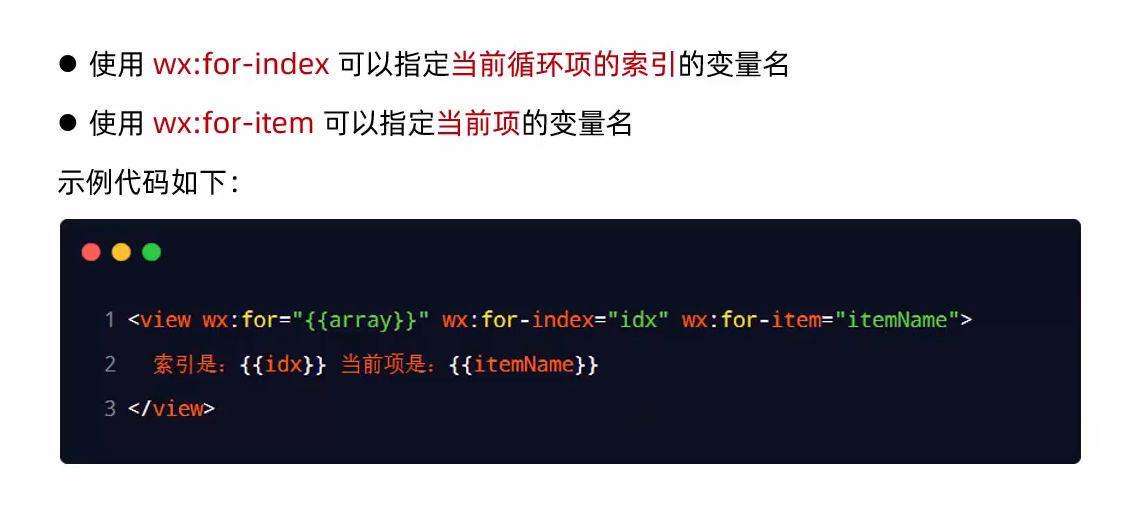 ● 使用 wx:for-index 可以指定当前循环项的索引的变量名
● 使用 wx:for-item 可以指定当前项的变量名
示例代码如下：
1 <view wx:for="{{array}}" wx:for-index="idx" wx:for-item="itemName">
2   索引是：{{idx}} 当前项是：{{itemName}}
3 </view>